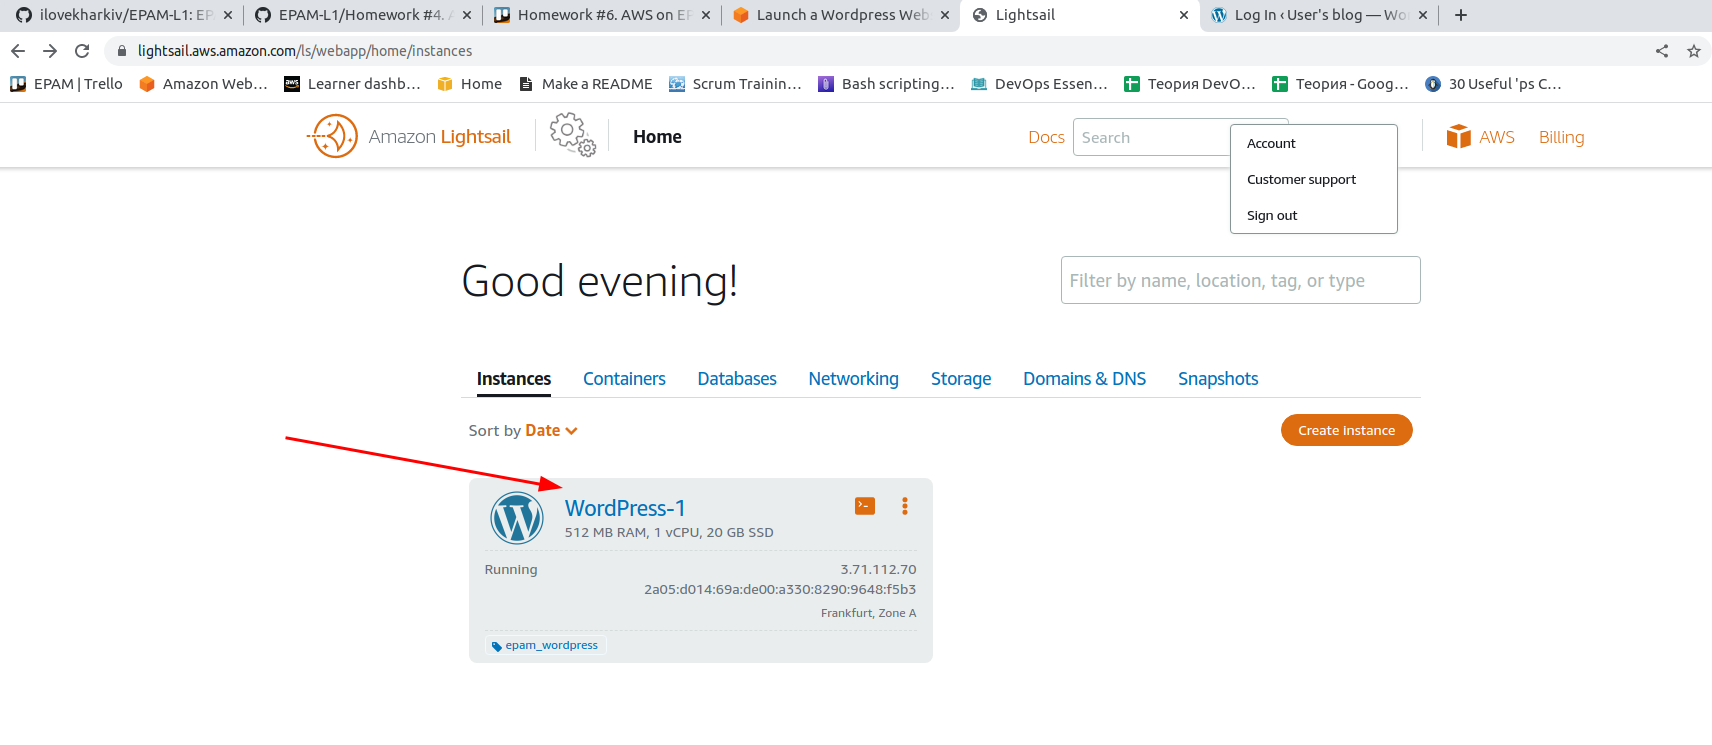 ilovekharkiv/EPAM-L1: EP
EPAM-L1/Homework #4. A
Homework #6. AWS on EP
Launch a Wordpress Web
Lightsail
Log In ‹ User's blog — Wo
lightsail.aws.amazon.com/ls/webapp/home/instances
EPAM | Trello
Amazon Web...
Learner dashb...
Home
Make a README
Scrum Trainin...
Bash scripting...
DevOps Essen...
Теория DevO...
Теория - Goog...
30 Useful 'ps C...
Amazon Lightsail
Home
Docs
Search
Account
Customer support
Sign out
AWS
Billing
Good evening!
Filter by name, location, tag, or type
Instances
Containers
Databases
Networking
Storage
Domains & DNS
Snapshots
Sort by Date
Create instance
WordPress-1
512 MB RAM, 1 vCPU, 20 GB SSD
Running
3.71.112.70
2a05:d014:69a:de00:a330:8290:9648:f5b3
Frankfurt, Zone A
epam_wordpress